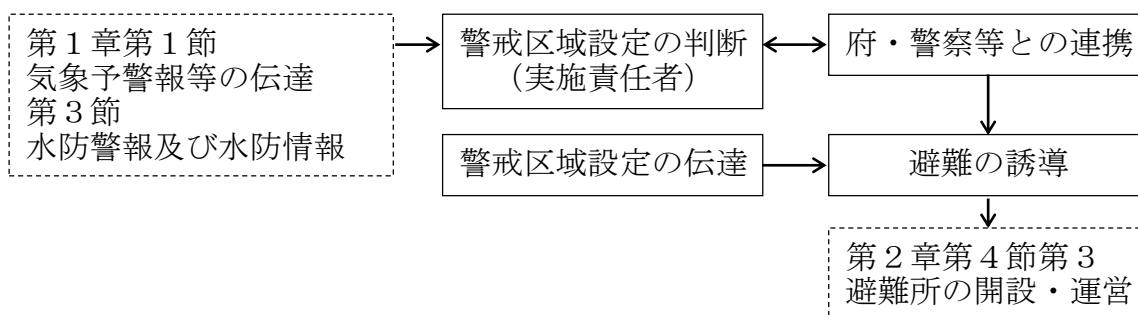 第１章第１節
気象予警報等の伝達
第３節
水防警報及び水防情報
警戒区域設定の判断
（実施責任者）
府・警察等との連携
警戒区域設定の伝達
避難の誘導
第２章第４節第３
避難所の開設・運営